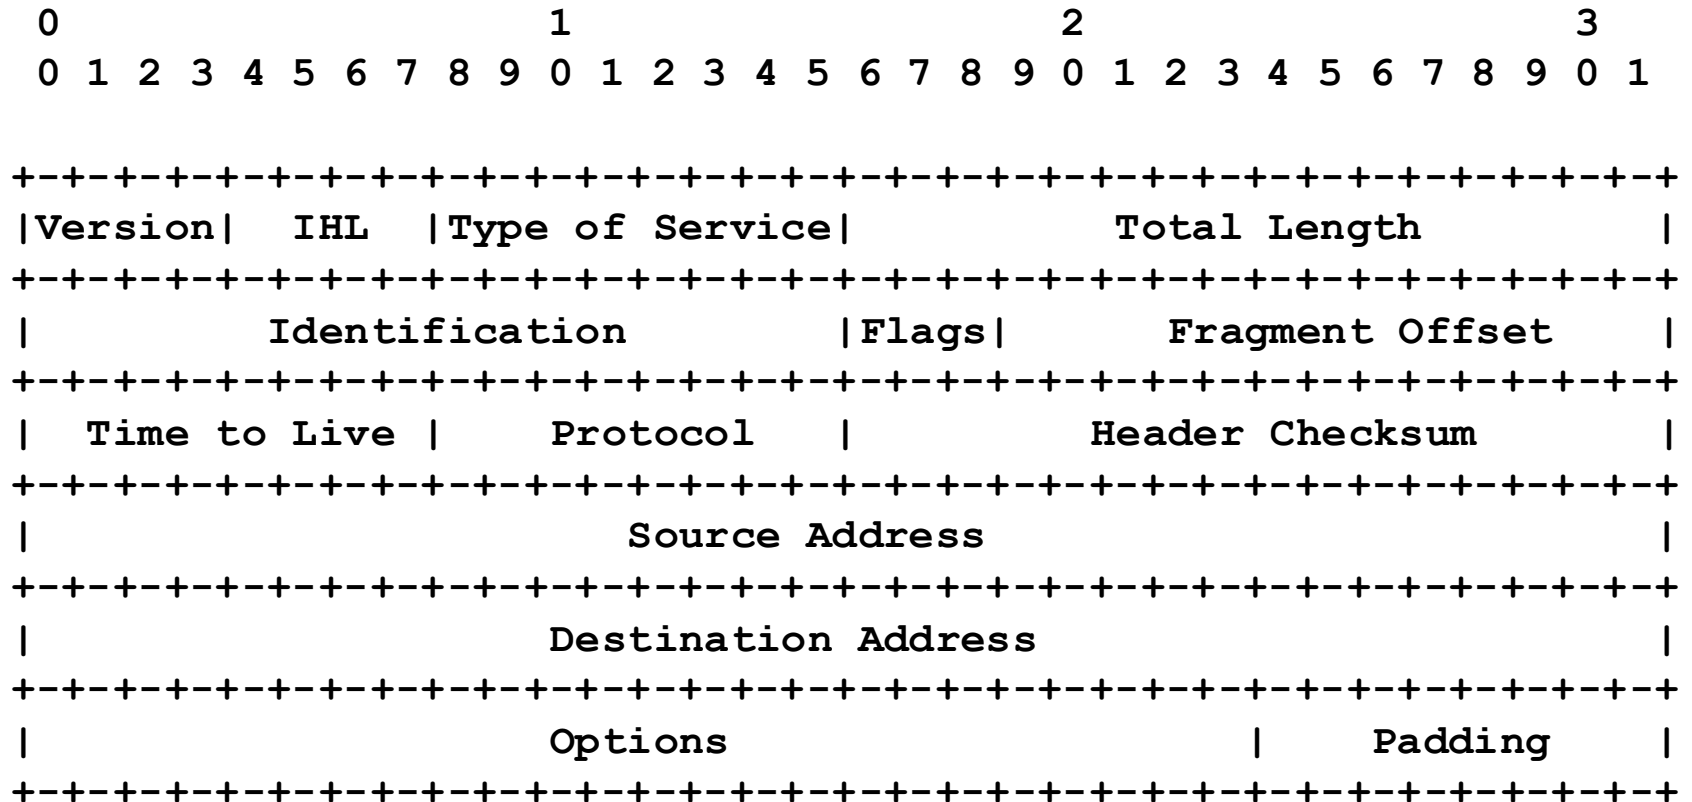 0                   1                   2                   3
 0 1 2 3 4 5 6 7 8 9 0 1 2 3 4 5 6 7 8 9 0 1 2 3 4 5 6 7 8 9 0 1
+-+-+-+-+-+-+-+-+-+-+-+-+-+-+-+-+-+-+-+-+-+-+-+-+-+-+-+-+-+-+-+-+
|Version|  IHL  |Type of Service|          Total Length         |
+-+-+-+-+-+-+-+-+-+-+-+-+-+-+-+-+-+-+-+-+-+-+-+-+-+-+-+-+-+-+-+-+
|         Identification        |Flags|      Fragment Offset    |
+-+-+-+-+-+-+-+-+-+-+-+-+-+-+-+-+-+-+-+-+-+-+-+-+-+-+-+-+-+-+-+-+
|  Time to Live |    Protocol   |         Header Checksum       |
+-+-+-+-+-+-+-+-+-+-+-+-+-+-+-+-+-+-+-+-+-+-+-+-+-+-+-+-+-+-+-+-+
|                       Source Address                          |
+-+-+-+-+-+-+-+-+-+-+-+-+-+-+-+-+-+-+-+-+-+-+-+-+-+-+-+-+-+-+-+-+
|                    Destination Address                        |
+-+-+-+-+-+-+-+-+-+-+-+-+-+-+-+-+-+-+-+-+-+-+-+-+-+-+-+-+-+-+-+-+
|                    Options                    |    Padding    |
+-+-+-+-+-+-+-+-+-+-+-+-+-+-+-+-+-+-+-+-+-+-+-+-+-+-+-+-+-+-+-+-+